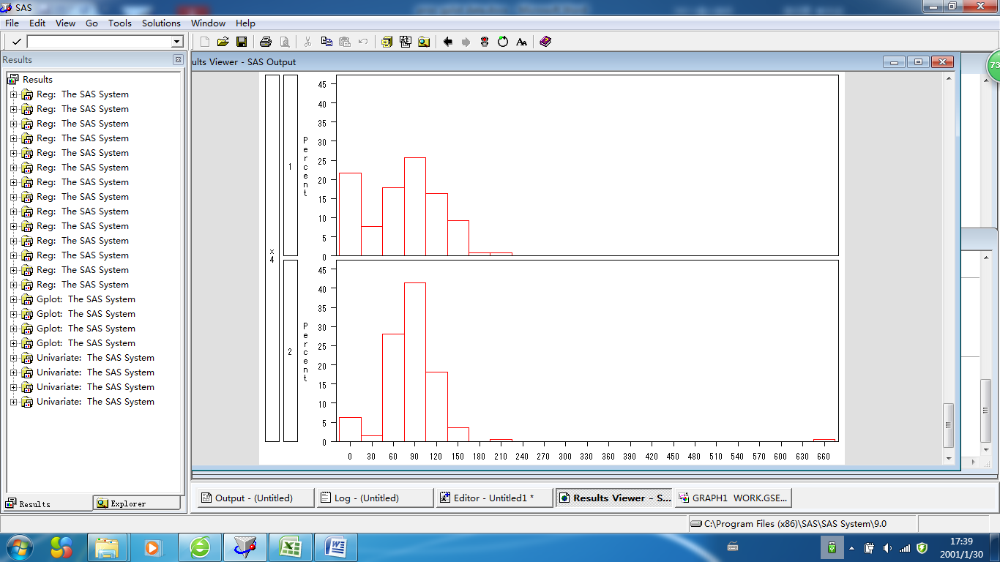 SAS
File Edit View Go Tools Solutions Window Help
Results
Results
Reg: The SAS System
Reg: The SAS System
Reg: The SAS System
Reg: The SAS System
Reg: The SAS System
Reg: The SAS System
Reg: The SAS System
Reg: The SAS System
Reg: The SAS System
Reg: The SAS System
Reg: The SAS System
Reg: The SAS System
Reg: The SAS System
Reg: The SAS System
Gplot: The SAS System
Gplot: The SAS System
Gplot: The SAS System
Gplot: The SAS System
Univariate: The SAS System
Univariate: The SAS System
Univariate: The SAS System
Univariate: The SAS System
Results Explorer
ults Viewer - SAS Output
73
x4
1
Percent
45
40
35
30
25
20
15
10
5
0
2
Percent
45
40
35
30
25
20
15
10
5
0
0 30 60 90 120 150 180 210 240 270 300 330 360 390 420 450 480 510 540 570 600 630 660
Output - (Untitled) Log - (Untitled) Editor - Untitled1 * Results Viewer - S... GRAPH1 WORK.GSE...
C:\Program Files (x86)\SAS\SAS System\9.0
17:39
2001/1/30